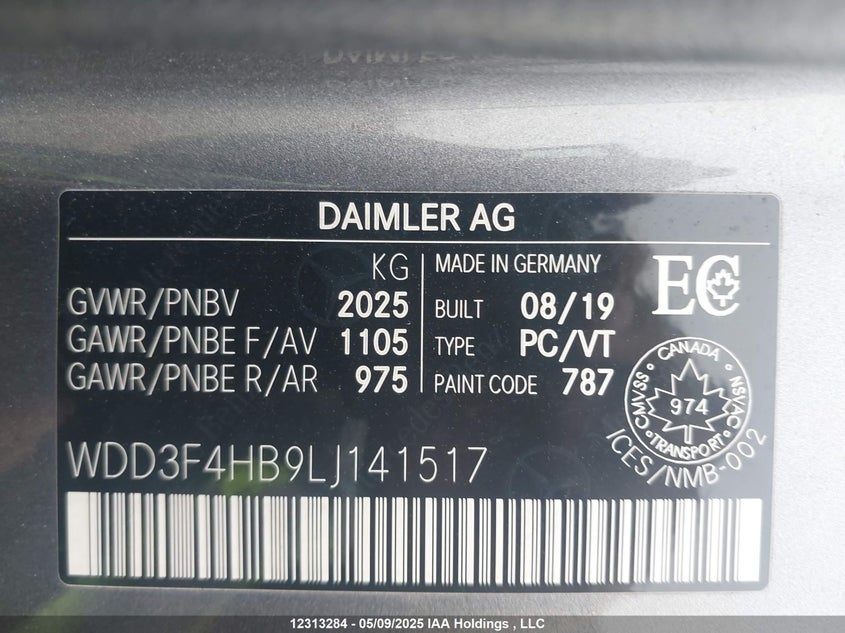 DAIMLER AG
KG
GVWR/PNBV 2025
GAWR/PNBE F/AV 1105
GAWR/PNBE R/AR 975
MADE IN GERMANY
BUILT 08/19
TYPE PC/VT
PAINT CODE 787
EC
CANADA
CMVSS 974 NSVAC
TRANSPORT
ICES/NMB-002
WDD3F4HB9LJ141517
12313284 - 05/09/2025 IAA Holdings , LLC